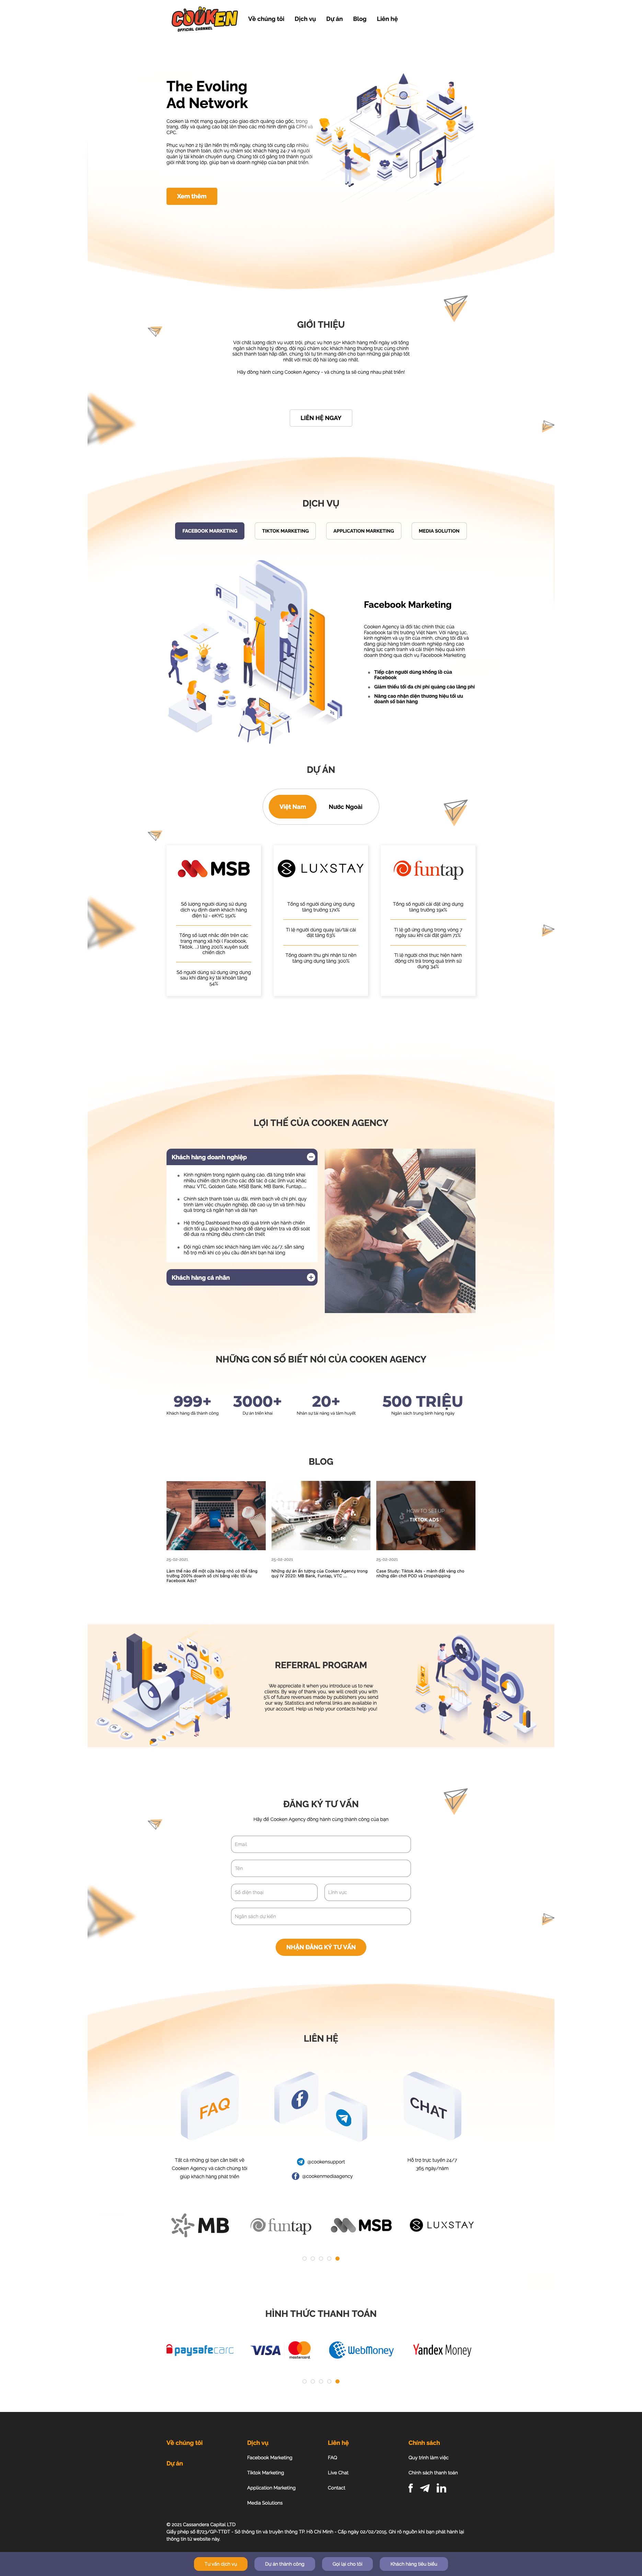 COOKEN
OFFICIAL CHANNEL
Về chúng tôi
Dịch vụ
Dự án
Blog
Liên hệ
The Evoling
Ad Network
Cooken là một mạng quảng cáo giao dịch quảng cáo gốc, trong
trang, đẩy và quảng cáo bật lên theo các mô hình định giá CPM và
CPC.
Phục vụ hơn 2 tỷ lần hiển thị mỗi ngày, chúng tôi cung cấp nhiều
tùy chọn thanh toán, dịch vụ chăm sóc khách hàng 24-7 và người
quản lý tài khoản chuyên dụng. Chúng tôi cố gắng trở thành người
giỏi nhất trong lớp, giúp bạn và doanh nghiệp của bạn phát triển.
Xem thêm
GIỚI THIỆU
Với chất lượng dịch vụ vượt trội, phục vụ hơn 50+ khách hàng mỗi ngày với tổng
ngân sách hàng tỷ đồng, đội ngũ chăm sóc khách hàng thường trực cùng chính
sách thanh toán hấp dẫn, chúng tôi tự tin mang đến cho bạn những giải pháp tốt
nhất với mức độ hài lòng cao nhất.
Hãy đồng hành cùng Cooken Agency - và chúng ta sẽ cùng nhau phát triển!
LIÊN HỆ NGAY
DỊCH VỤ
FACEBOOK MARKETING
TIKTOK MARKETING
APPLICATION MARKETING
MEDIA SOLUTION
Facebook Marketing
Cooken Agency là đối tác chính thức của
Facebook tại thị trường Việt Nam. Với năng lực,
kinh nghiệm và uy tín của mình, chúng tôi đã và
đang giúp hàng trăm doanh nghiệp nâng cao
năng lực cạnh tranh và cải thiện hiệu quả kinh
doanh thông qua dịch vụ Facebook Marketing
Tiếp cận người dùng khổng lồ của
Facebook
Giảm thiểu tối đa chi phí quảng cáo lãng phí
Nâng cao nhận diện thương hiệu tối ưu
doanh số bán hàng
DỰ ÁN
Việt Nam
Nước Ngoài
MSB
Số lượng người dùng sử dụng
dịch vụ định danh khách hàng
điện tử - eKYC 151%
Tổng số lượt nhắc đến trên các
trang mạng xã hội ( Facebook,
Tiktok, ...) tăng 200% xuyên suốt
chiến dịch
Số người dùng sử dụng ứng dụng
sau khi đăng ký tài khoản tăng
54%
LUXSTAY
Tổng số người dùng ứng dụng
tăng trưởng 171%
Tỉ lệ người dùng quay lại/tái cài
đặt tăng 63%
Tổng doanh thu ghi nhận từ nền
tảng ứng dụng tăng 300%
funtap
Tổng số người cài đặt ứng dụng
tăng trưởng 191%
Tỉ lệ gỡ ứng dụng trong vòng 7
ngày sau khi cài đặt giảm 71%
Tỉ lệ người chơi thực hiện hành
động chi trả trong quá trình sử
dụng 34%
LỢI THẾ CỦA COOKEN AGENCY
Khách hàng doanh nghiệp
Kinh nghiệm trong ngành quảng cáo, đã từng triển khai
nhiều chiến dịch lớn cho các đối tác ở các lĩnh vực khác
nhau: VTC, Golden Gate, MSB Bank, MB Bank, Funtap,...
Chính sách thanh toán ưu đãi, minh bạch về chi phí, quy
trình làm việc chuyên nghiệp, đề cao uy tín và tính hiệu
quả trong cả ngắn hạn và dài hạn
Hệ thống Dashboard theo dõi quá trình vận hành chiến
dịch tối ưu, giúp khách hàng dễ dàng kiểm tra và đối soát
để đưa ra những điều chỉnh cần thiết
Đội ngũ chăm sóc khách hàng làm việc 24/7, sẵn sàng
hỗ trợ mỗi khi có yêu cầu đến khi bạn hài lòng
Khách hàng cá nhân
NHỮNG CON SỐ BIẾT NÓI CỦA COOKEN AGENCY
999+
Khách hàng đã thành công
3000+
Dự án triển khai
20+
Nhân sự tài năng và tâm huyết
500 TRIỆU
Ngân sách trung bình hàng ngày
BLOG
HOW TO SET UP
TIKTOK ADS
25-02-2021
Làm thế nào để một cửa hàng nhỏ có thể tăng
trưởng 200% doanh số chỉ bằng việc tối ưu
Facebook Ads?
25-02-2021
Những dự án ấn tượng của Cooken Agency trong
quý IV 2020: MB Bank, Funtap, VTC ...
25-02-2021
Case Study: Tiktok Ads - mảnh đất vàng cho
những dân chơi POD và Dropshipping
REFERRAL PROGRAM
We appreciate it when you introduce us to new
clients. By way of thank you, we will credit you with
5% of future revenues made by publishers you send
our way. Statistics and referral links are available in
your account. Help us help your contacts help you!
SEO
ĐĂNG KÝ TƯ VẤN
Hãy để Cooken Agency đồng hành cùng thành công của bạn
Email
Tên
Số điện thoại
Lĩnh vực
Ngân sách dự kiến
NHẬN ĐĂNG KÝ TƯ VẤN
LIÊN HỆ
FAQ
CHAT
Tất cả những gì bạn cần biết về
Cooken Agency và cách chúng tôi
giúp khách hàng phát triển
@cookensupport
@cookenmediaagency
Hỗ trợ trực tuyến 24/7
365 ngày/năm
MB
funtap
MSB
LUXSTAY
HÌNH THỨC THANH TOÁN
paysafecard
VISA
mastercard
WebMoney
Yandex Money
Về chúng tôi
Dự án
Dịch vụ
Facebook Marketing
Tiktok Marketing
Application Marketing
Media Solutions
Liên hệ
FAQ
Live Chat
Contact
Chính sách
Quy trình làm việc
Chính sách thanh toán
© 2021 Cassandera Capital LTD
Giấy phép số 8723/GP-TTĐT - Sở thông tin và truyền thông TP. Hồ Chí Minh - Cấp ngày 02/02/2015. Ghi rõ nguồn khi bạn phát hành lại
thông tin từ website này.
Tư vấn dịch vụ
Dự án thành công
Gọi lại cho tôi
Khách hàng tiêu biểu